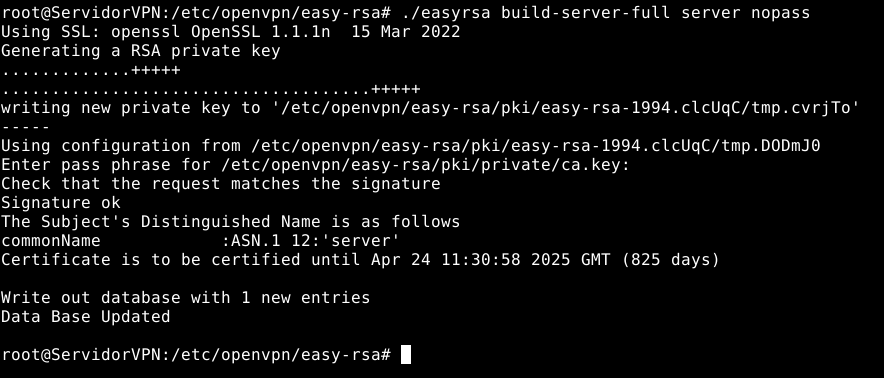 root@ServidorVPN:/etc/openvpn/easy-rsa# ./easyrsa build-server-full server nopass
Using SSL: openssl OpenSSL 1.1.1n  15 Mar 2022
Generating a RSA private key
.............+++++
.....................................+++++
writing new private key to '/etc/openvpn/easy-rsa/pki/easy-rsa-1994.clcUqC/tmp.cvrjTo'
-----
Using configuration from /etc/openvpn/easy-rsa/pki/easy-rsa-1994.clcUqC/tmp.DODmJ0
Enter pass phrase for /etc/openvpn/easy-rsa/pki/private/ca.key:
Check that the request matches the signature
Signature ok
The Subject's Distinguished Name is as follows
commonName            :ASN.1 12:'server'
Certificate is to be certified until Apr 24 11:30:58 2025 GMT (825 days)
Write out database with 1 new entries
Data Base Updated
root@ServidorVPN:/etc/openvpn/easy-rsa#